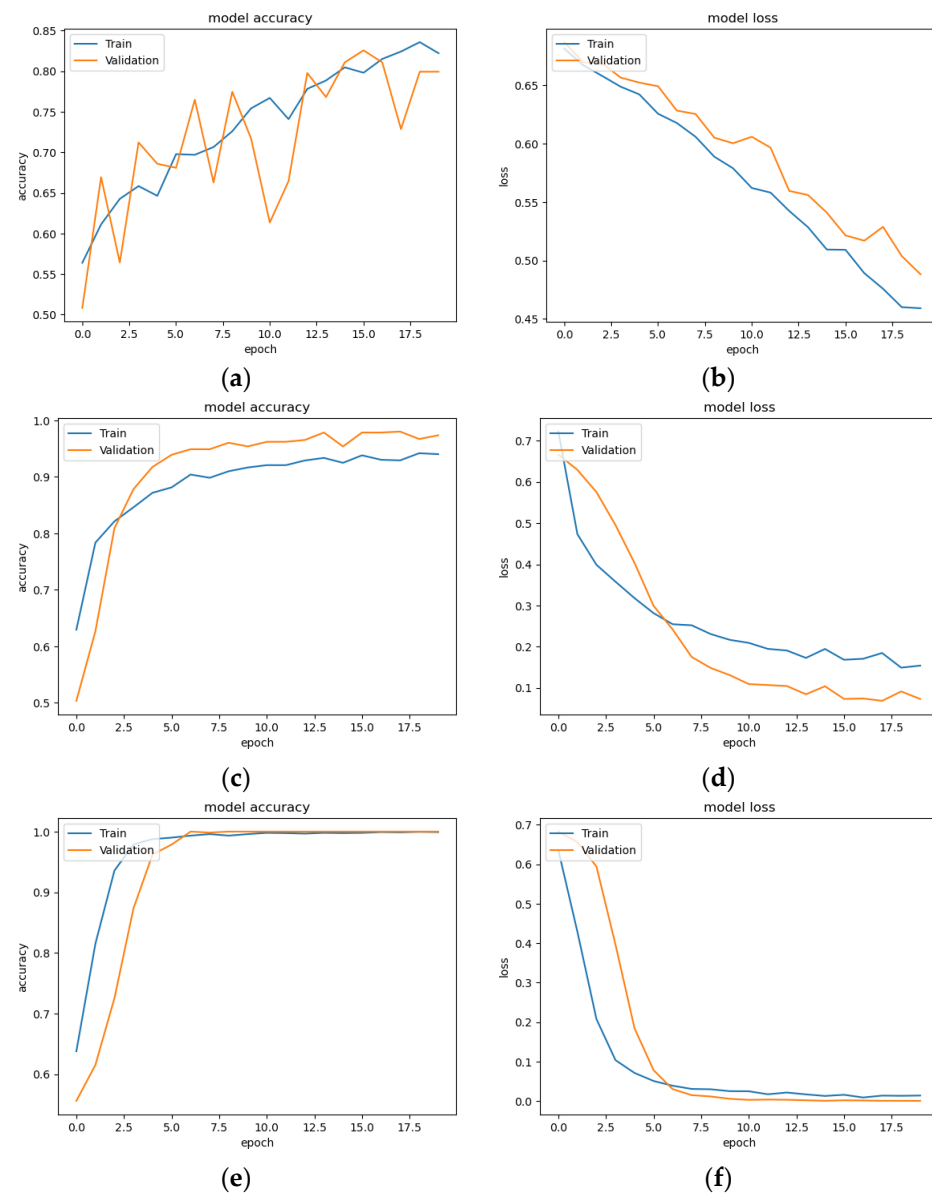 model accuracy
Train
Validation
accuracy
0.85
0.80
0.75
0.70
0.65
0.60
0.55
0.50
0.0 2.5 5.0 7.5 10.0 12.5 15.0 17.5
epoch
(a)
model loss
Train
Validation
loss
0.65
0.60
0.55
0.50
0.45
0.0 2.5 5.0 7.5 10.0 12.5 15.0 17.5
epoch
(b)
model accuracy
Train
Validation
accuracy
1.0
0.9
0.8
0.7
0.6
0.5
0.0 2.5 5.0 7.5 10.0 12.5 15.0 17.5
epoch
(c)
model loss
Train
Validation
loss
0.7
0.6
0.5
0.4
0.3
0.2
0.1
0.0 2.5 5.0 7.5 10.0 12.5 15.0 17.5
epoch
(d)
model accuracy
Train
Validation
accuracy
1.0
0.9
0.8
0.7
0.6
0.0 2.5 5.0 7.5 10.0 12.5 15.0 17.5
epoch
(e)
model loss
Train
Validation
loss
0.7
0.6
0.5
0.4
0.3
0.2
0.1
0.0
0.0 2.5 5.0 7.5 10.0 12.5 15.0 17.5
epoch
(f)